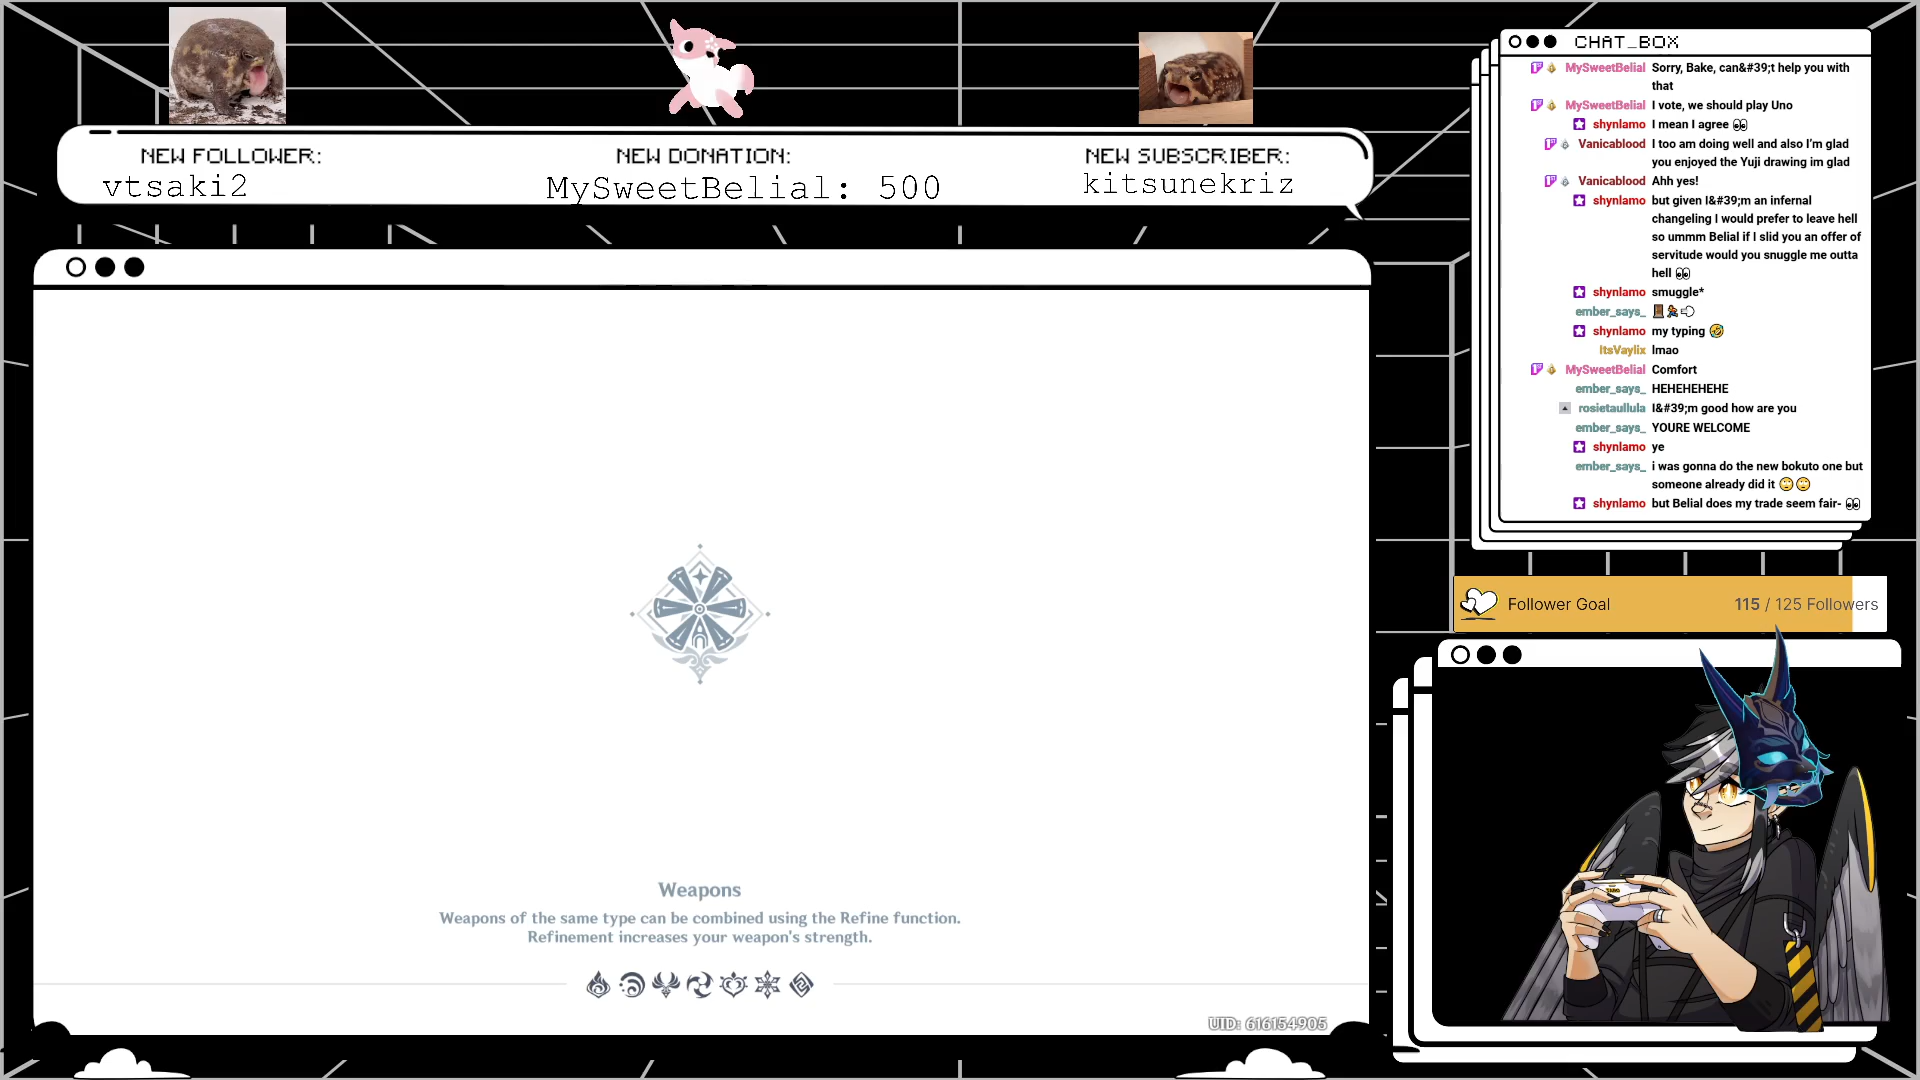 NEW FOLLOWER:
vtsaki2
NEW DONATION:
MySweetBelial: 500
NEW SUBSCRIBER:
kitsunekriz
CHAT_BOX
MySweetBelial Sorry, Bake, can&#39;t help you with
that
MySweetBelial I vote, we should play Uno
shynlamo I mean I agree 👀
Vanicablood I too am doing well and also I'm glad
you enjoyed the Yuji drawing im glad
Vanicablood Ahh yes!
shynlamo but given I&#39;m an infernal
changeling I would prefer to leave hell
so ummm Belial if I slid you an offer of
servitude would you snuggle me outta
hell 👀
shynlamo smuggle*
ember_says_ 🚪🏃💨
shynlamo my typing 🤣
ItsVaylix lmao
MySweetBelial Comfort
ember_says_ HEHEHEHEHE
rosietaullula I&#39;m good how are you
ember_says_ YOURE WELCOME
shynlamo ye
ember_says_ i was gonna do the new bokuto one but
someone already did it 🙄🙄
shynlamo but Belial does my trade seem fair- 👀
Follower Goal 115 / 125 Followers
Weapons
Weapons of the same type can be combined using the Refine function.
Refinement increases your weapon's strength.
UID: 616154905